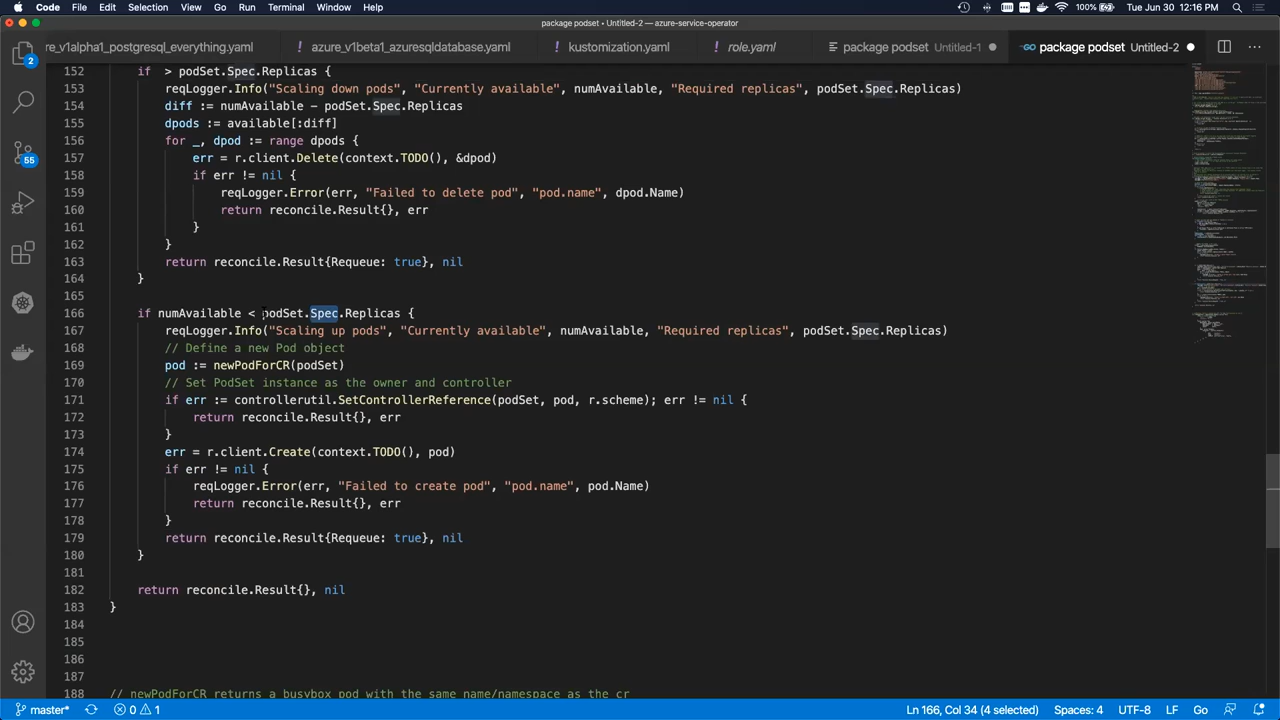 Code File Edit Selection View Go Run Terminal Window Help 100% Tue Jun 30 12:16 PM
package podset • Untitled-2 - azure-service-operator
re_v1alpha1_postgresql_everything.yaml ! azure_v1beta1_azuresqldatabase.yaml ! kustomization.yaml ! role.yaml package podset Untitled-1 package podset Untitled-2
2
55
152 if > podSet.Spec.Replicas {
153 reqLogger.Info("Scaling down pods", "Currently available", numAvailable, "Required replicas", podSet.Spec.Replicas)
154 diff := numAvailable - podSet.Spec.Replicas
155 dpods := available[:diff]
156 for _, dpod := range dpods {
157 err = r.client.Delete(context.TODO(), &dpod)
158 if err != nil {
159 reqLogger.Error(err, "Failed to delete pod", "pod.name", dpod.Name)
160 return reconcile.Result{}, err
161 }
162 }
163 return reconcile.Result{Requeue: true}, nil
164 }
165
166 if numAvailable < podSet.Spec.Replicas {
167 reqLogger.Info("Scaling up pods", "Currently available", numAvailable, "Required replicas", podSet.Spec.Replicas)
168 // Define a new Pod object
169 pod := newPodForCR(podSet)
170 // Set PodSet instance as the owner and controller
171 if err := controllerutil.SetControllerReference(podSet, pod, r.scheme); err != nil {
172 return reconcile.Result{}, err
173 }
174 err = r.client.Create(context.TODO(), pod)
175 if err != nil {
176 reqLogger.Error(err, "Failed to create pod", "pod.name", pod.Name)
177 return reconcile.Result{}, err
178 }
179 return reconcile.Result{Requeue: true}, nil
180 }
181
182 return reconcile.Result{}, nil
183 }
184
185
186
187
188 // newPodForCR returns a busybox pod with the same name/namespace as the cr
master* 0 1 Ln 166, Col 34 (4 selected) Spaces: 4 UTF-8 LF Go